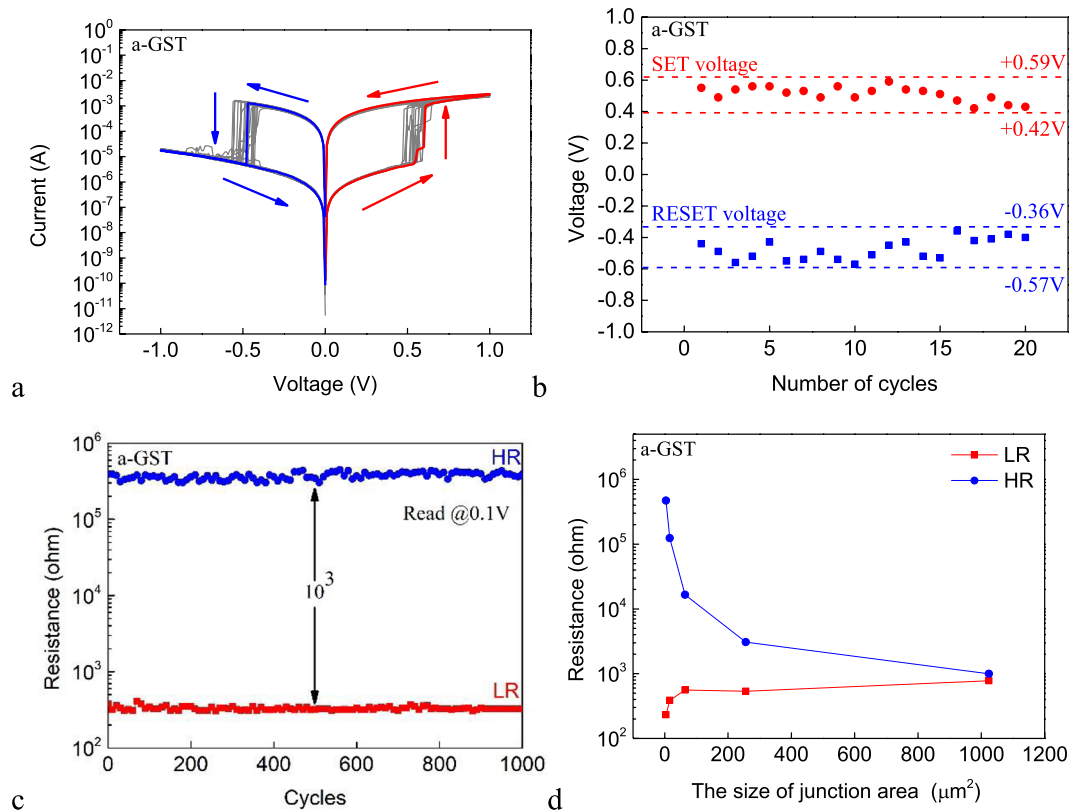 a-GST
10^0
10^-1
10^-2
10^-3
10^-4
10^-5
10^-6
10^-7
10^-8
10^-9
10^-10
10^-11
10^-12
Current (A)
-1.0 -0.5 0.0 0.5 1.0
Voltage (V)
a
a-GST
1.0
0.8
0.6
0.4
0.2
0.0
0.2
0.4
0.6
0.8
1.0
Voltage (V)
SET voltage
+0.59V
+0.42V
RESET voltage
-0.36V
-0.57V
0 5 10 15 20
Number of cycles
b
a-GST
HR
Read @0.1V
10^3
LR
10^6
10^5
10^4
10^3
10^2
Resistance (ohm)
0 200 400 600 800 1000
Cycles
c
a-GST
LR
HR
10^6
10^5
10^4
10^3
10^2
Resistance (ohm)
0 200 400 600 800 1000 1200
The size of junction area (μm^2)
d